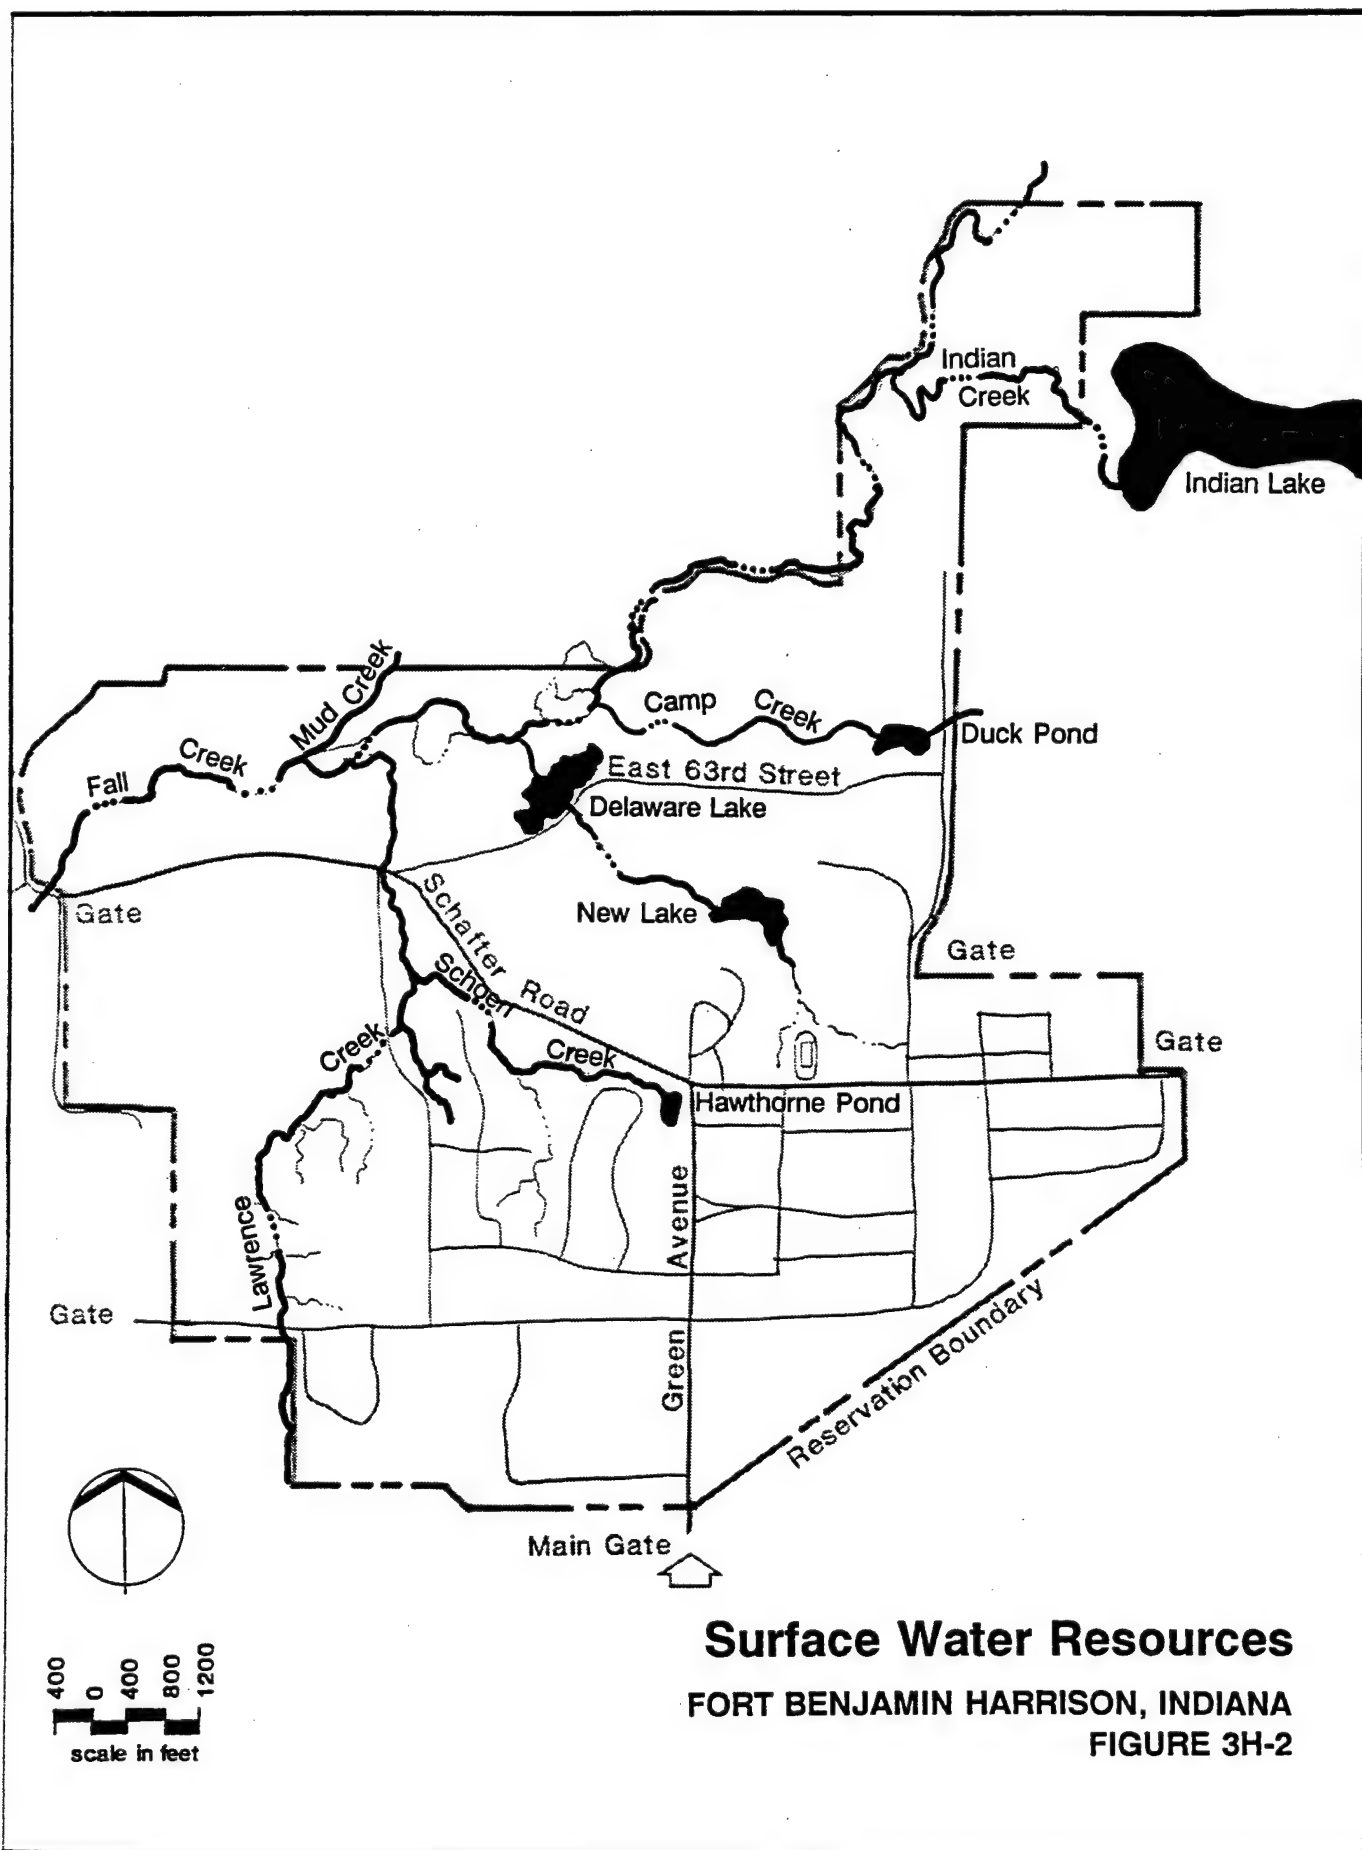 Indian
Creek
Indian Lake
Mud Creek
Camp Creek
Duck Pond
Fall Creek
East 63rd Street
Delaware Lake
New Lake
Gate
Schafter Road
Gate
Schoen Creek
Gate
Lawrence Creek
Hawthorne Pond
Green Avenue
Gate
Reservation Boundary
Main Gate
400 0 400 800 1200
scale in feet
Surface Water Resources
FORT BENJAMIN HARRISON, INDIANA
FIGURE 3H-2